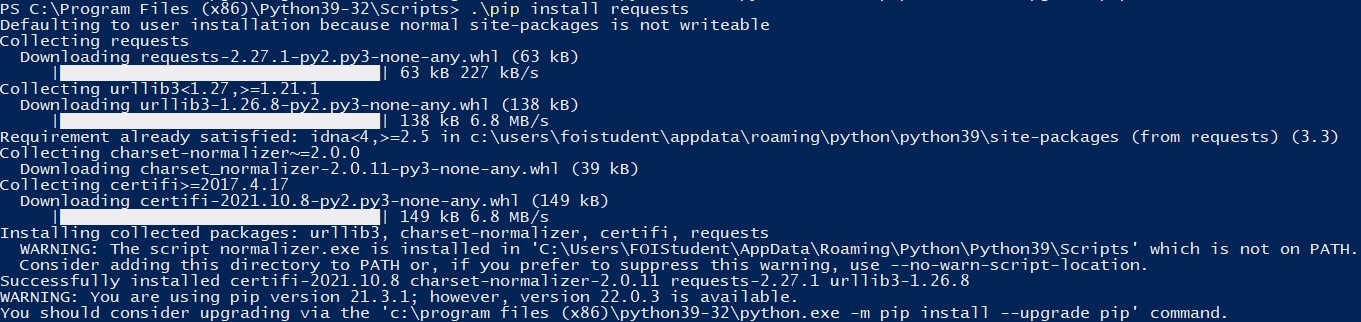 PS C:\Program Files (x86)\Python39-32\Scripts> .\pip install requests
Defaulting to user installation because normal site-packages is not writeable
Collecting requests
  Downloading requests-2.27.1-py2.py3-none-any.whl (63 kB)
     |████████████████████████████████| 63 kB 227 kB/s
Collecting urllib3<1.27,>=1.21.1
  Downloading urllib3-1.26.8-py2.py3-none-any.whl (138 kB)
     |████████████████████████████████| 138 kB 6.8 MB/s
Requirement already satisfied: idna<4,>=2.5 in c:\users\foistudent\appdata\roaming\python\python39\site-packages (from requests) (3.3)
Collecting charset-normalizer~=2.0.0
  Downloading charset_normalizer-2.0.11-py3-none-any.whl (39 kB)
Collecting certifi>=2017.4.17
  Downloading certifi-2021.10.8-py2.py3-none-any.whl (149 kB)
     |████████████████████████████████| 149 kB 6.8 MB/s
Installing collected packages: urllib3, charset-normalizer, certifi, requests
  WARNING: The script normalizer.exe is installed in 'C:\Users\FOIStudent\AppData\Roaming\Python\Python39\Scripts' which is not on PATH.
  Consider adding this directory to PATH or, if you prefer to suppress this warning, use --no-warn-script-location.
Successfully installed certifi-2021.10.8 charset-normalizer-2.0.11 requests-2.27.1 urllib3-1.26.8
WARNING: You are using pip version 21.3.1; however, version 22.0.3 is available.
You should consider upgrading via the 'c:\program files (x86)\python39-32\python.exe -m pip install --upgrade pip' command.